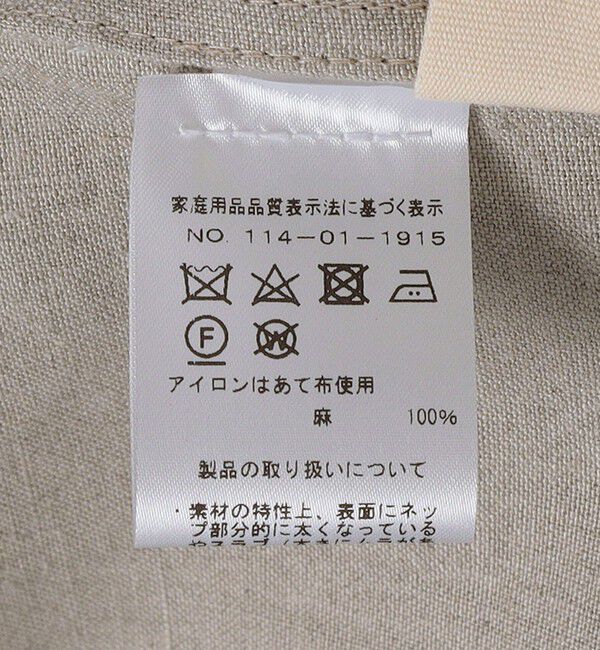 家庭用品品質表示法に基づく表示
NO. 114-01-1915
F W
アイロンはあて布使用
麻 100%
製品の取り扱いについて
・素材の特性上、表面にネッ
プ部分的に太くなっている